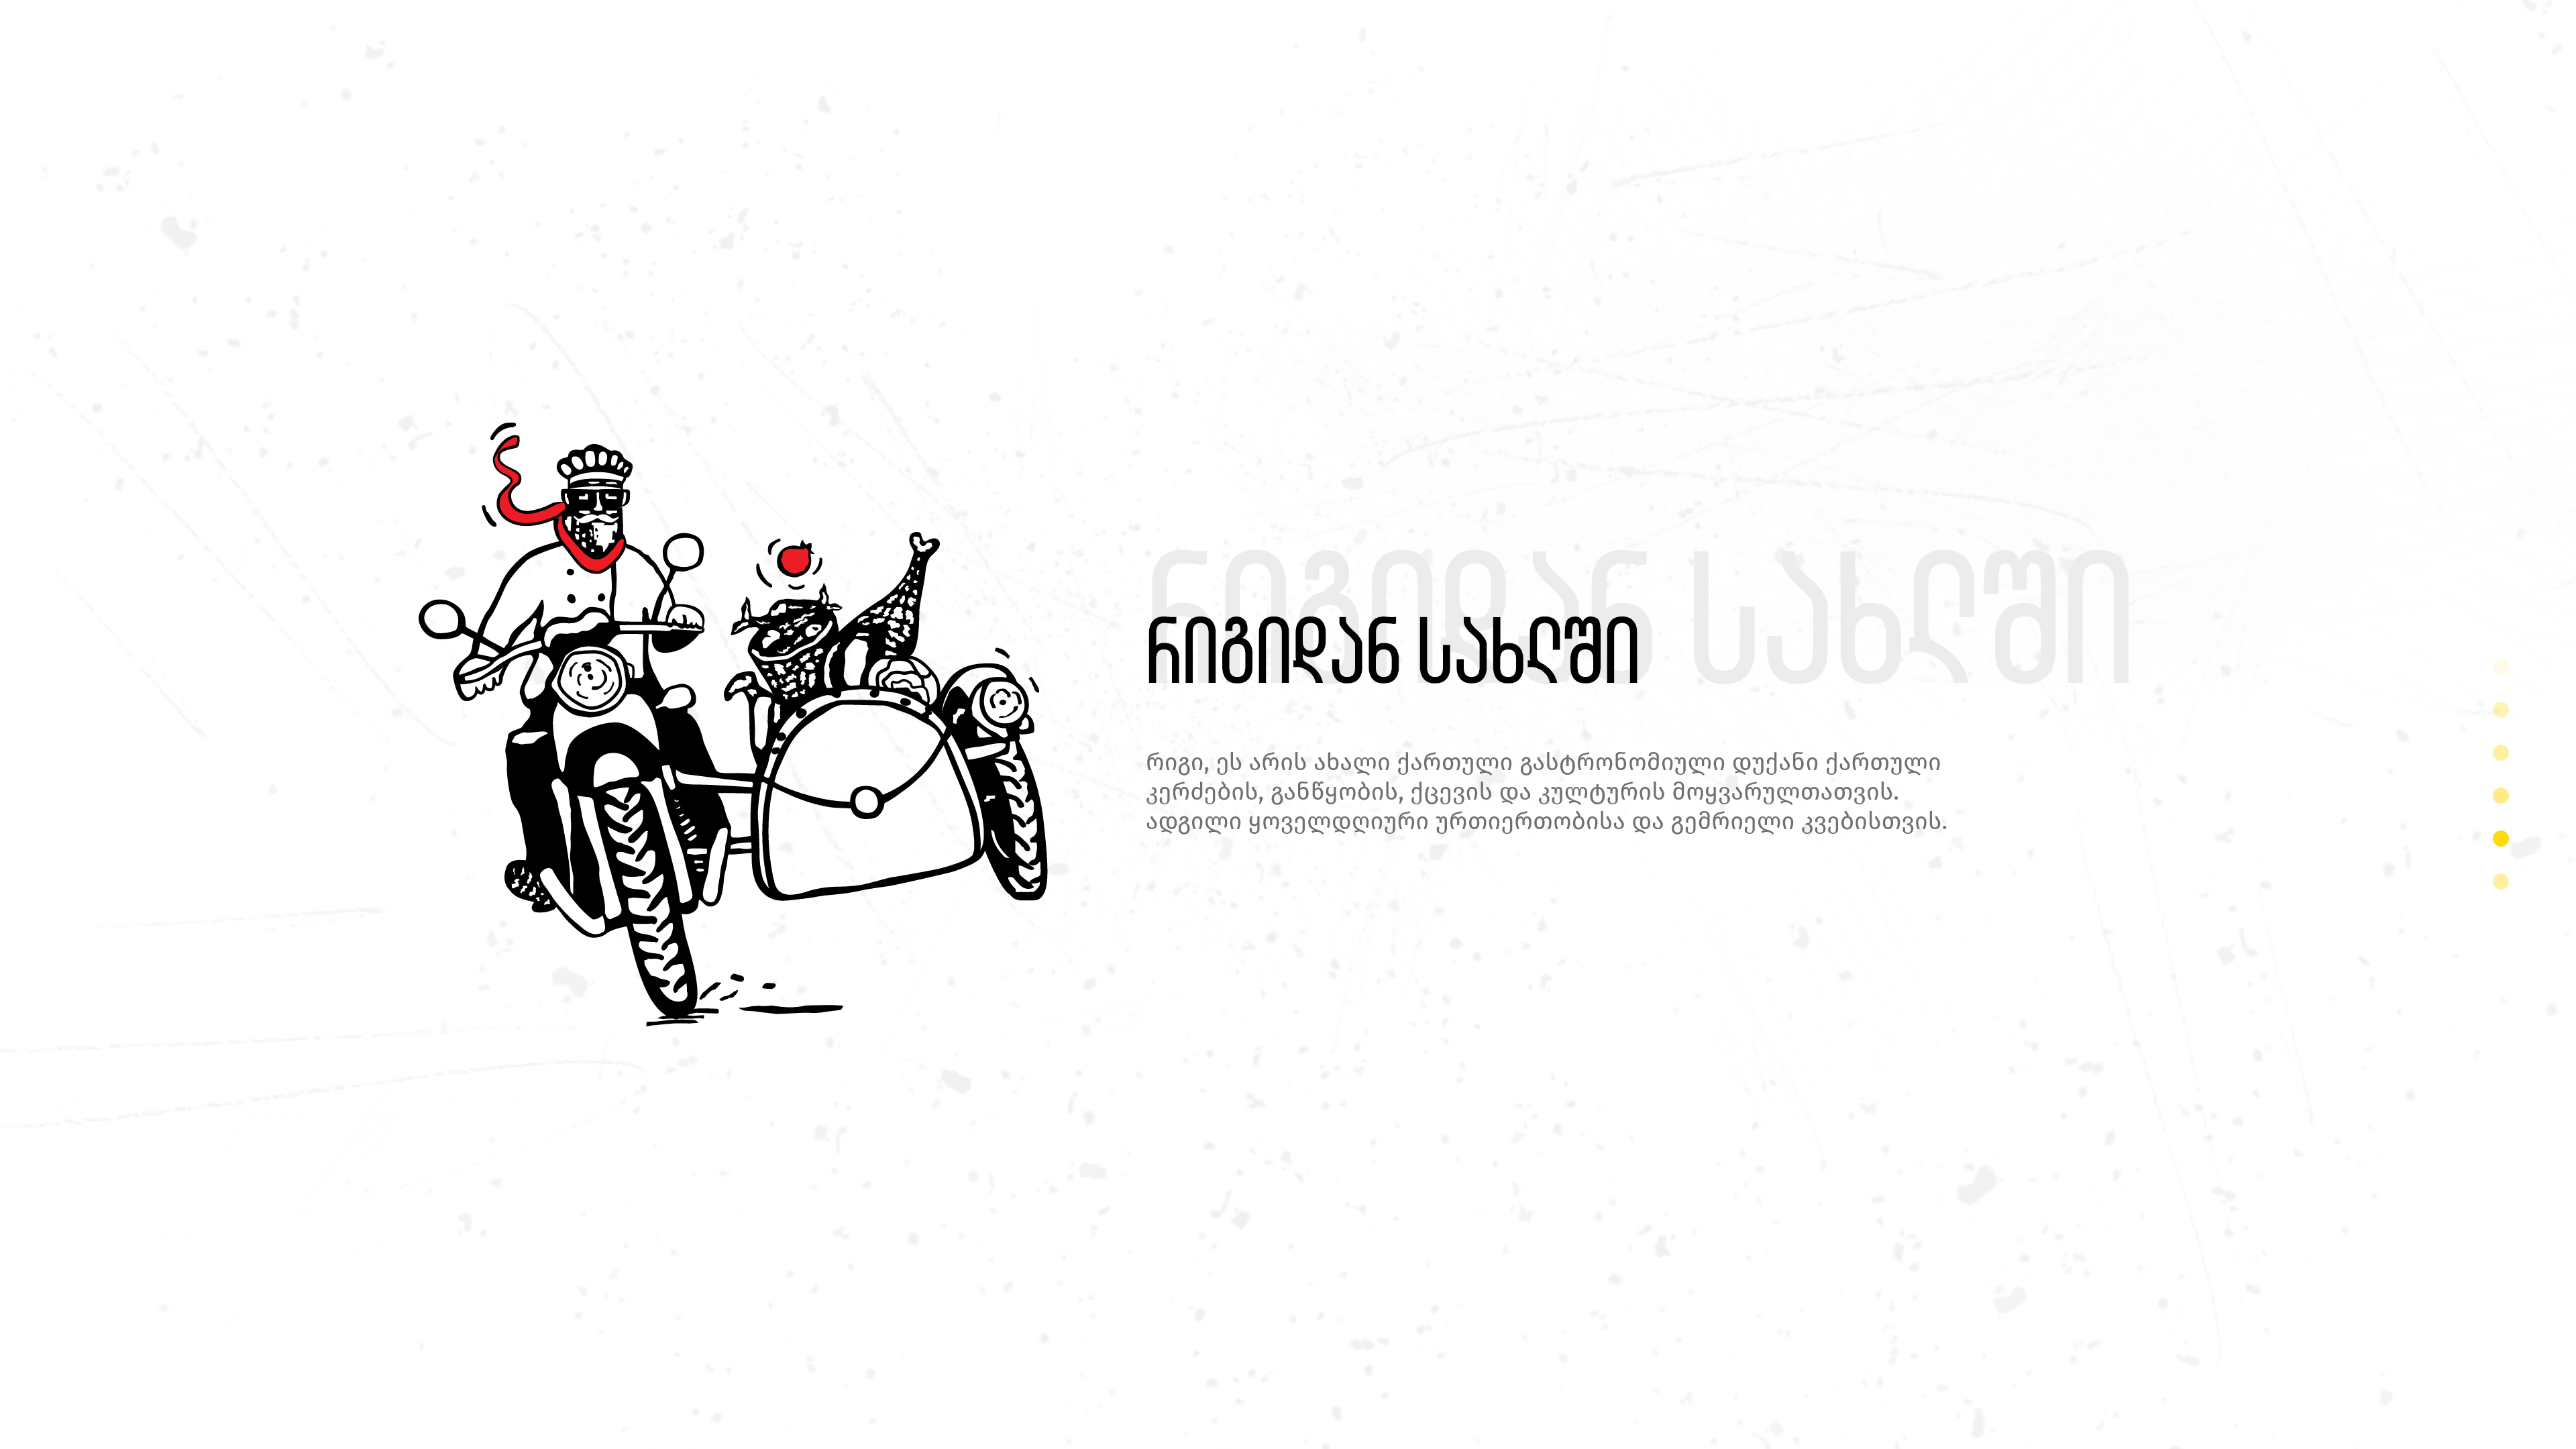 რიგიდან სახლში
რიგიდან სახლში
რიგი, ეს არის ახალი ქართული გასტრონომიული დუქანი ქართული
კერძების, განწყობის, ქცევის და კულტურის მოყვარულთათვის.
ადგილი ყოველდღიური ურთიერთობისა და გემრიელი კვებისთვის.